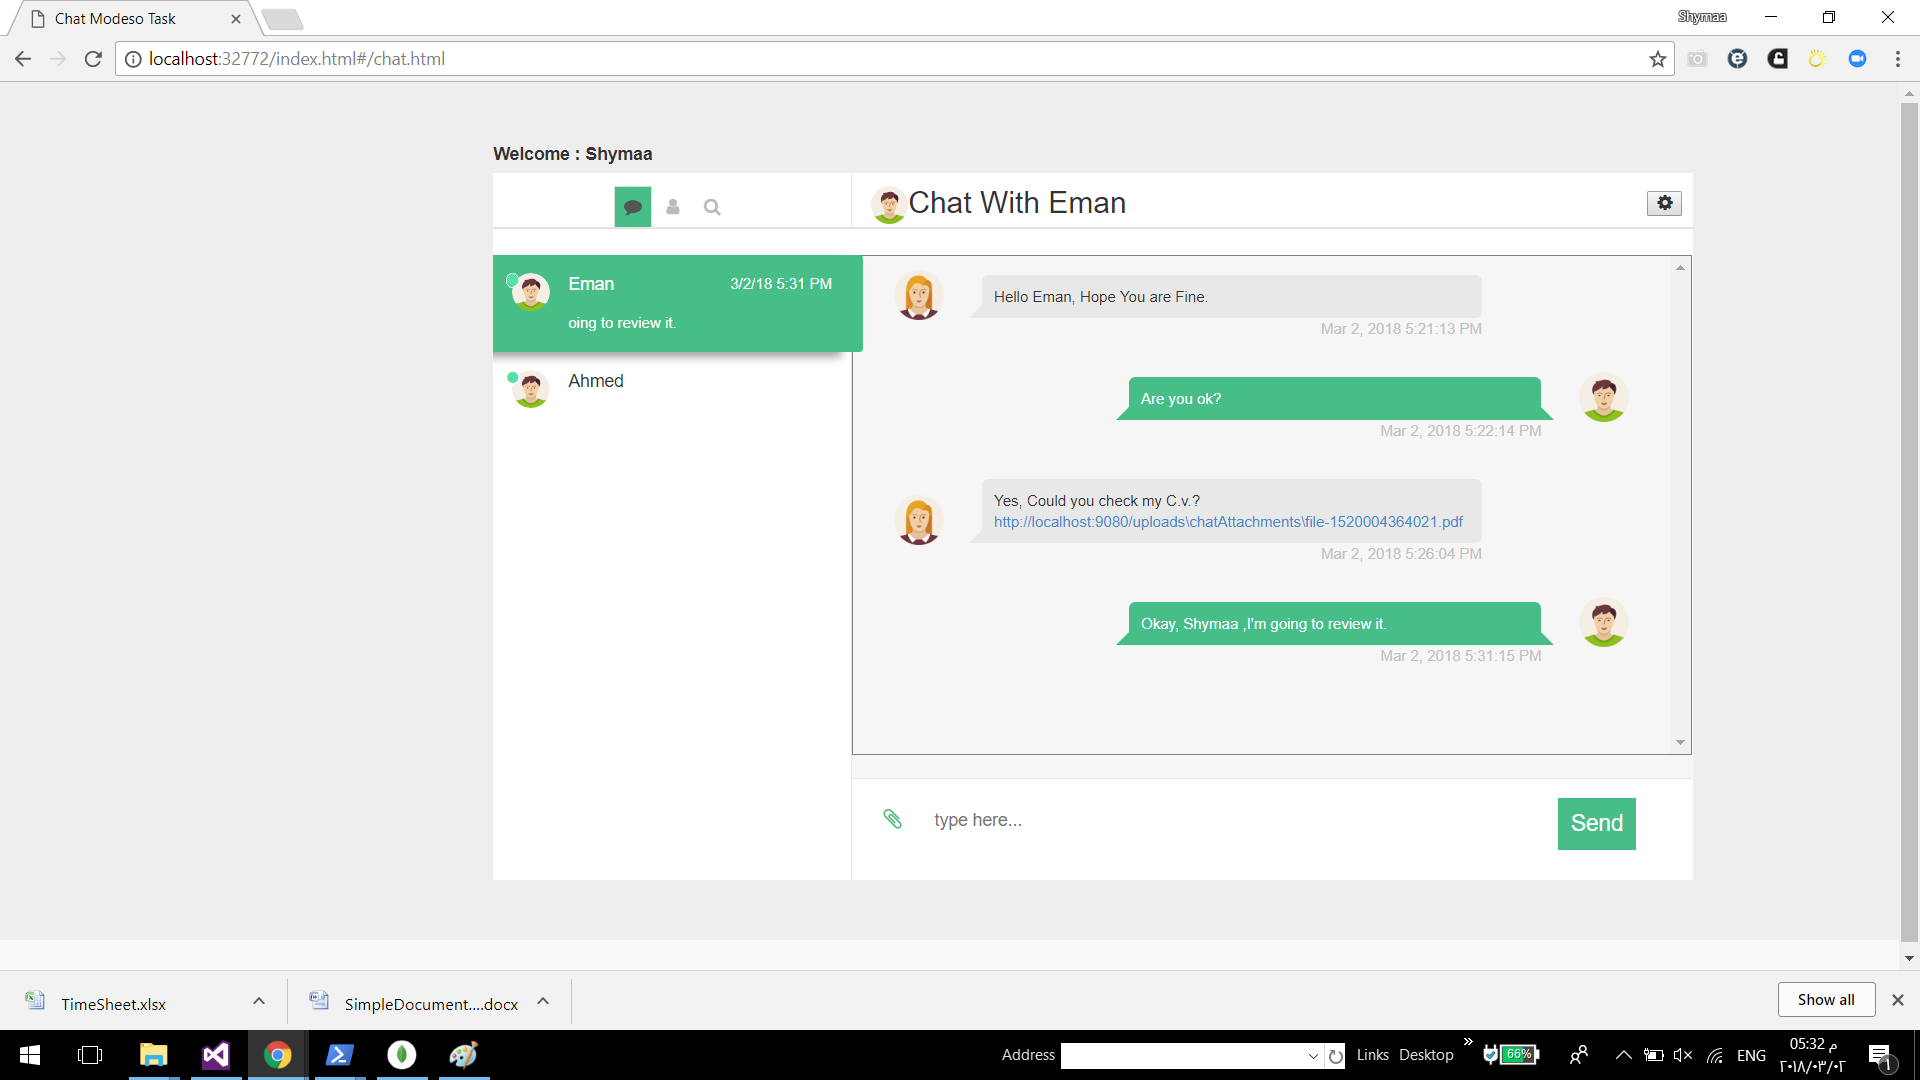 Chat Modeso Task
Shymaa
localhost:32772/index.html#/chat.html
Welcome : Shymaa
Chat With Eman
Eman
3/2/18 5:31 PM
oing to review it.
Ahmed
Hello Eman, Hope You are Fine.
Mar 2, 2018 5:21:13 PM
Are you ok?
Mar 2, 2018 5:22:14 PM
Yes, Could you check my C.v.?
http://localhost:9080/uploads\chatAttachments\file-1520004364021.pdf
Mar 2, 2018 5:26:04 PM
Okay, Shymaa ,I'm going to review it.
Mar 2, 2018 5:31:15 PM
type here...
Send
TimeSheet.xlsx
SimpleDocument....docx
Show all
Address
Links
Desktop
»
66%
ENG
05:32 م
٢٠١٨/٠٣/٠٢
١